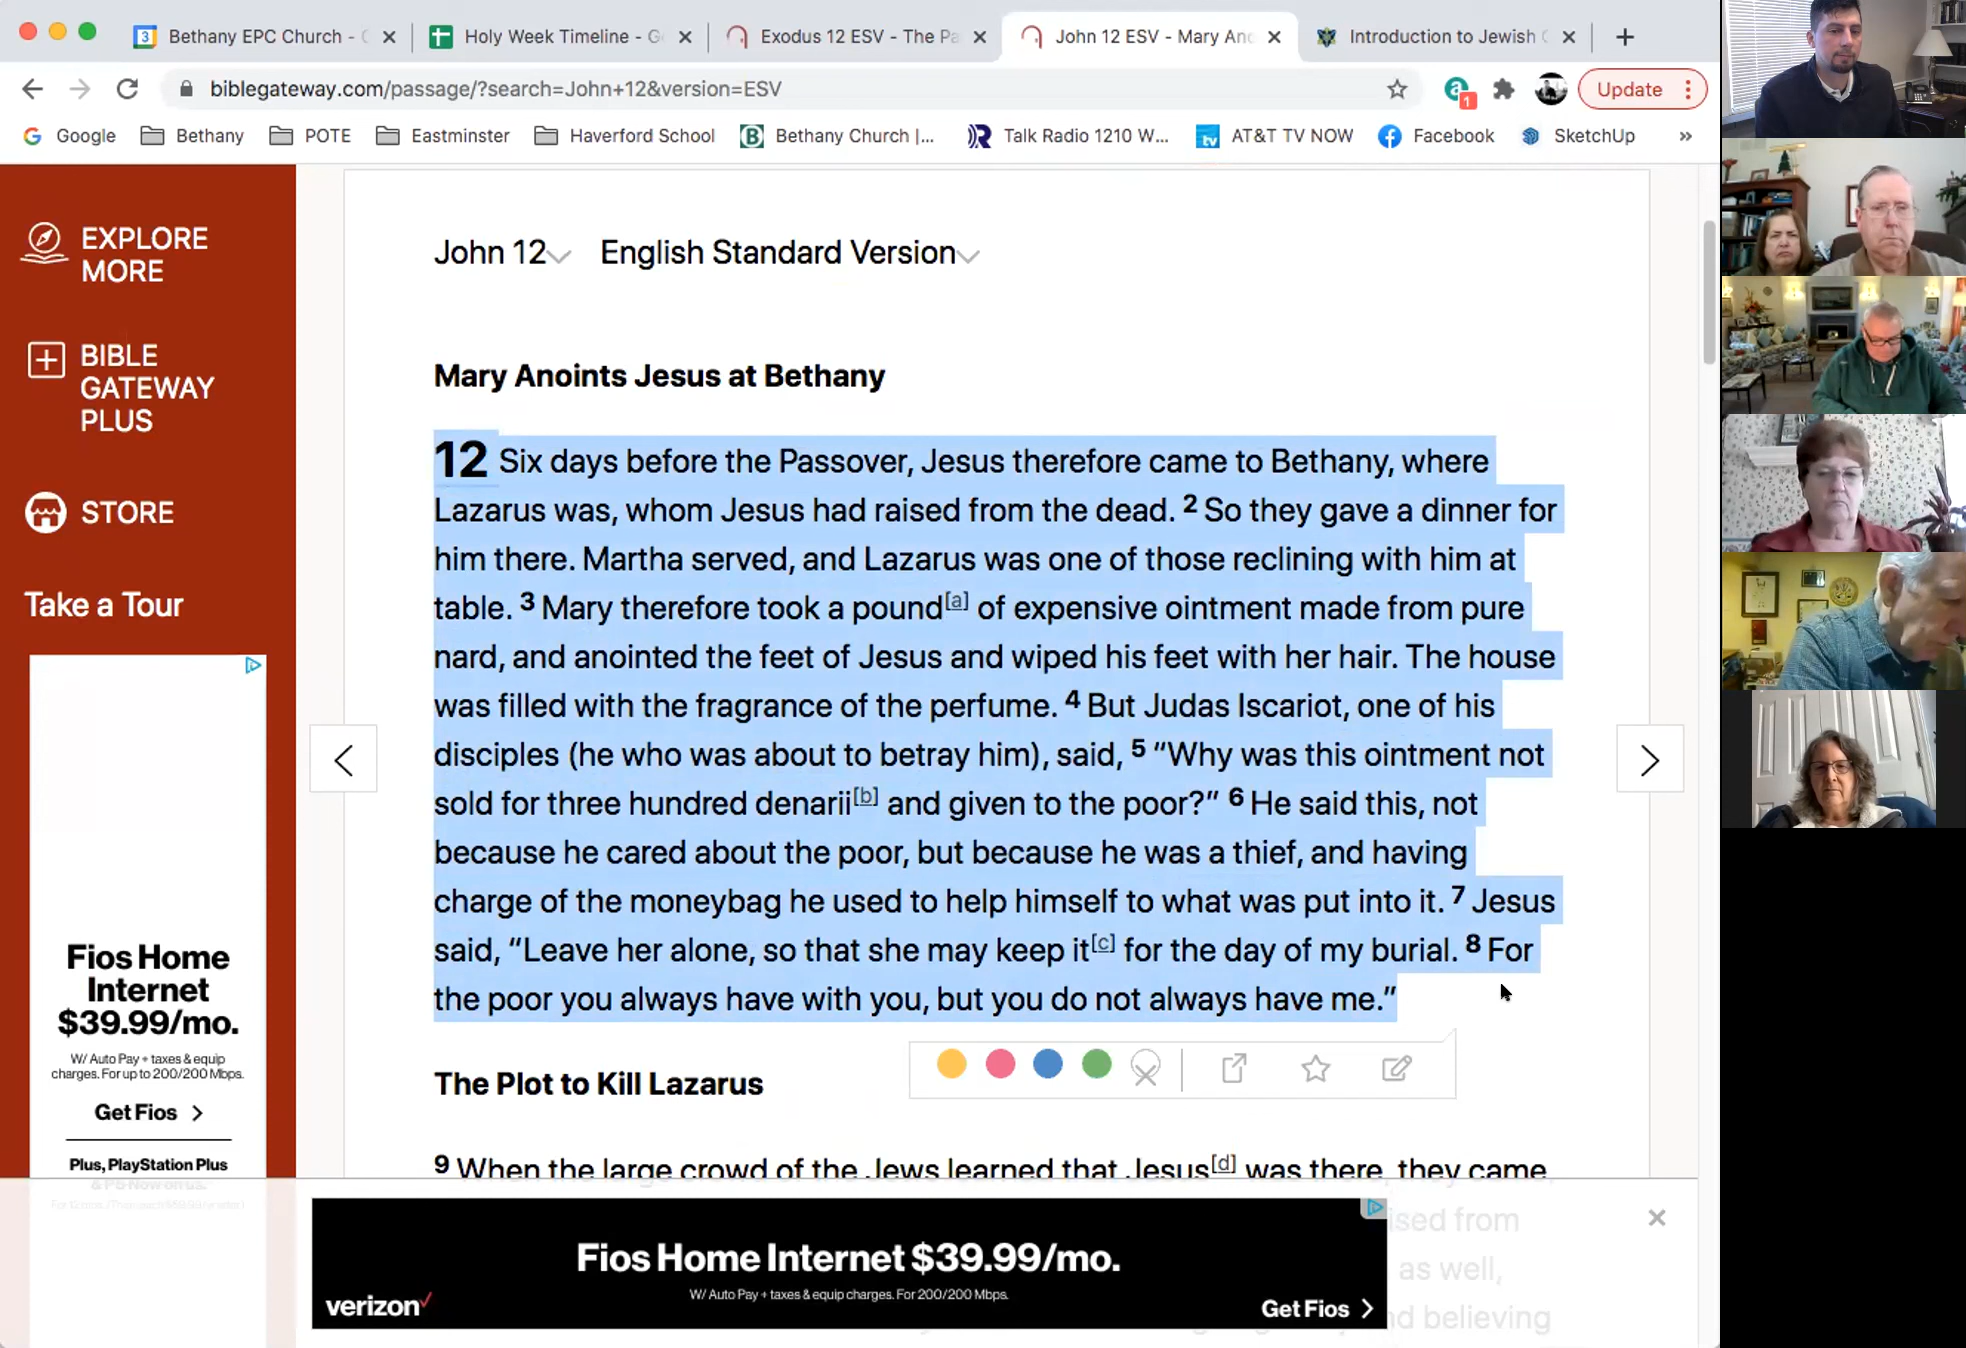 Bethany EPC Church -
Holy Week Timeline - G
Exodus 12 ESV - The Pa
John 12 ESV - Mary An
Introduction to Jewish
biblegateway.com/passage/?search=John+12&version=ESV
1
Update
Google
Bethany
POTE
Eastminster
Haverford School
Bethany Church |...
Talk Radio 1210 W...
AT&T TV NOW
Facebook
SketchUp
»
EXPLORE
MORE
BIBLE
GATEWAY
PLUS
STORE
Take a Tour
Fios Home
Internet
$39.99/mo.
W/ Auto Pay + taxes & equip
charges. For up to 200/200 Mbps.
Get Fios
Plus, PlayStation Plus
& PS Now on us.
John 12 English Standard Version
Mary Anoints Jesus at Bethany
12 Six days before the Passover, Jesus therefore came to Bethany, where
Lazarus was, whom Jesus had raised from the dead. 2 So they gave a dinner for
him there. Martha served, and Lazarus was one of those reclining with him at
table. 3 Mary therefore took a pound[a] of expensive ointment made from pure
nard, and anointed the feet of Jesus and wiped his feet with her hair. The house
was filled with the fragrance of the perfume. 4 But Judas Iscariot, one of his
disciples (he who was about to betray him), said, 5 “Why was this ointment not
sold for three hundred denarii[b] and given to the poor?” 6 He said this, not
because he cared about the poor, but because he was a thief, and having
charge of the moneybag he used to help himself to what was put into it. 7 Jesus
said, “Leave her alone, so that she may keep it[c] for the day of my burial. 8 For
the poor you always have with you, but you do not always have me.”
The Plot to Kill Lazarus
9 When the large crowd of the Jews learned that Jesus[d] was there, they came,
ised from
as well,
nd believing
Fios Home Internet $39.99/mo.
W/ Auto Pay + taxes & equip charges. For 200/200 Mbps.
verizon
Get Fios